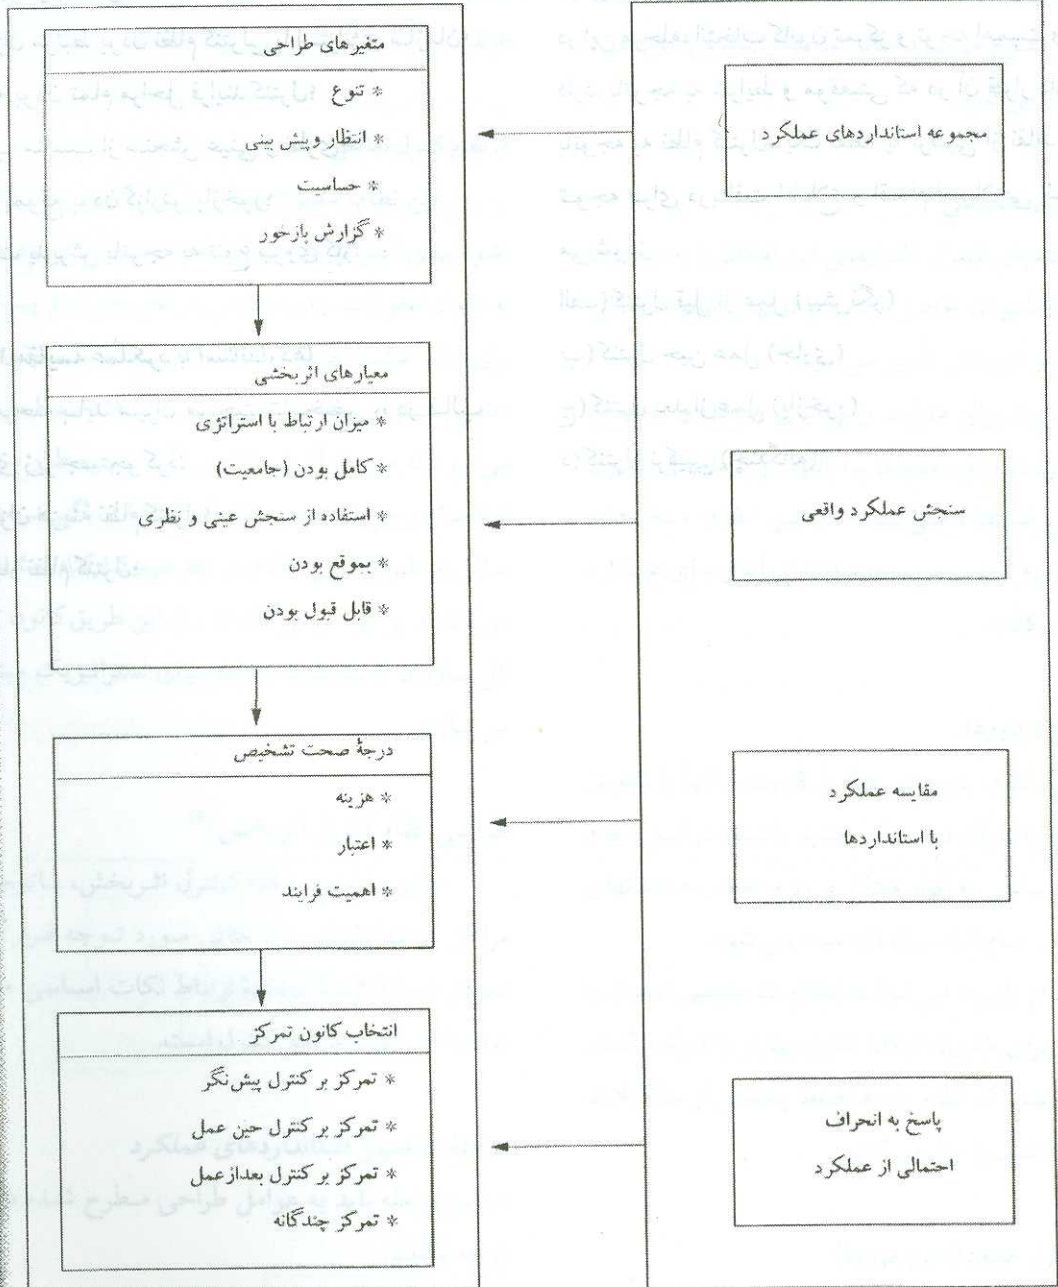 مجموعه استانداردهای عملکرد
سنجش عملکرد واقعی
مقایسه عملکرد
با استانداردها
پاسخ به انحراف
احتمالی از عملکرد
متغیرهای طراحی
* تنوع
* انتظار و پیش بینی
* حساسیت
* گزارش بازخور
معیارهای اثربخشی
* میزان ارتباط با استراتژی
* کامل بودن (جامعیت)
* استفاده از سنجش عینی و نظری
* بموقع بودن
* قابل قبول بودن
درجهٔ صحت تشخیص
* هزینه
* اعتبار
* اهمیت فرایند
انتخاب کانون تمرکز
* تمرکز بر کنترل پیش‌نگر
* تمرکز بر کنترل حین عمل
* تمرکز بر کنترل بعداز عمل
* تمرکز چندگانه